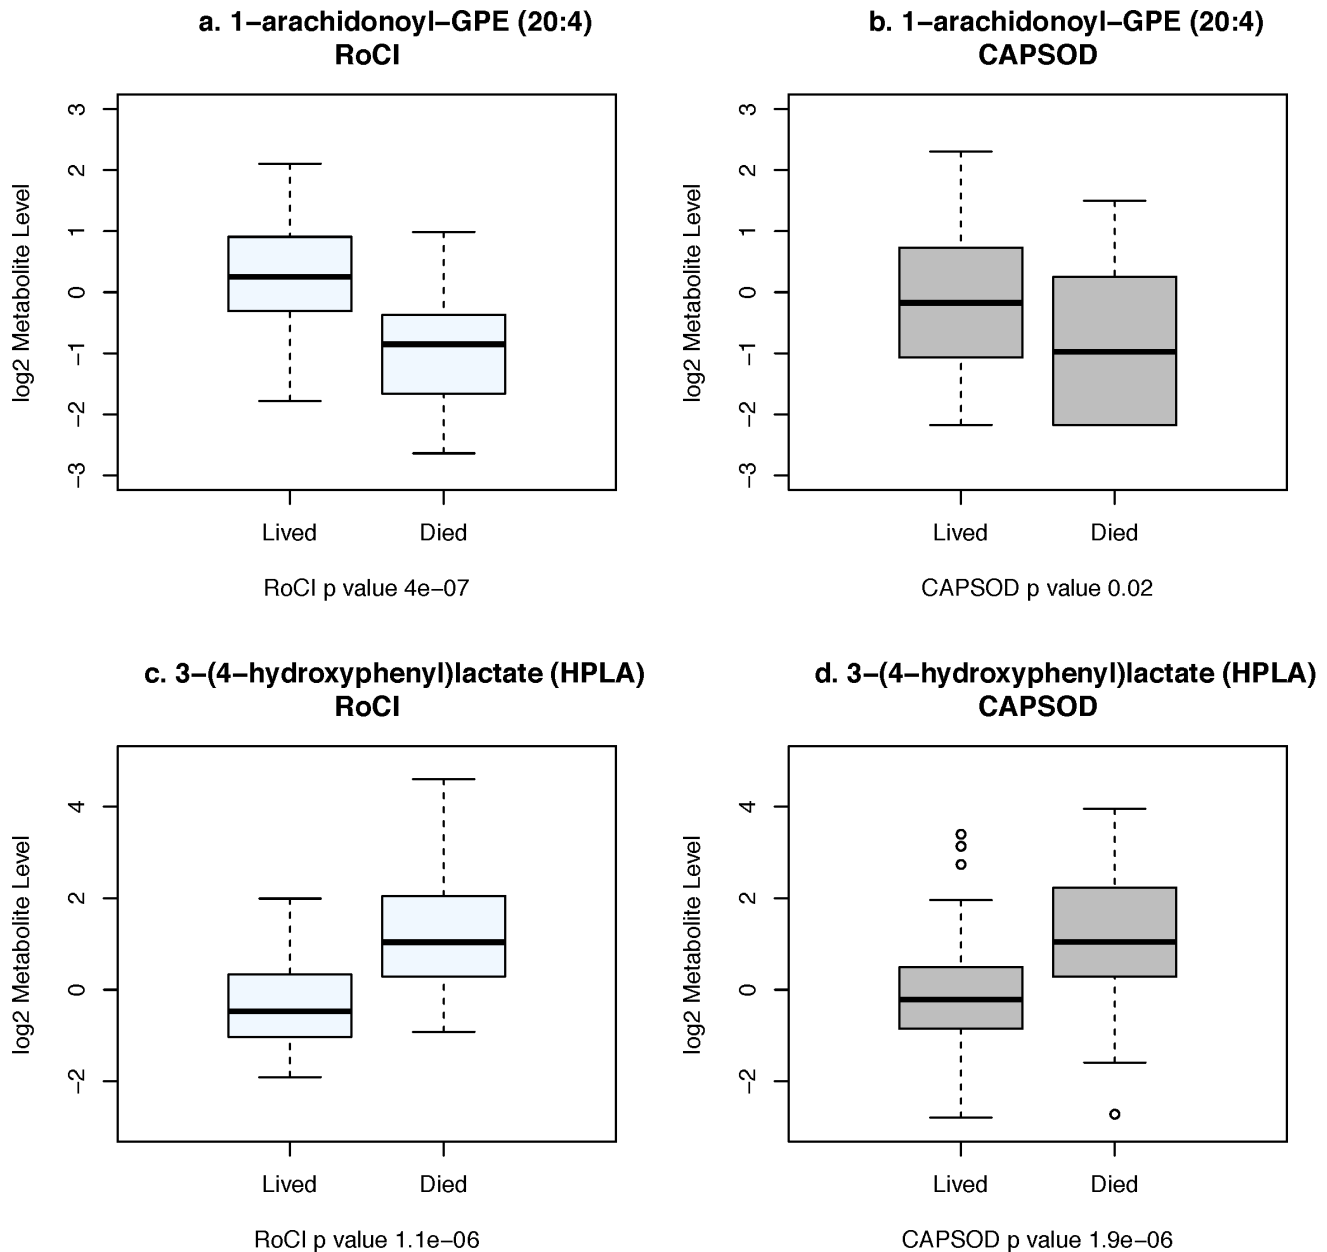 a. 1−arachidonoyl−GPE (20:4)
RoCI
log2 Metabolite Level
3
2
1
0
−1
−2
−3
Lived
Died
RoCI p value 4e−07
b. 1−arachidonoyl−GPE (20:4)
CAPSOD
log2 Metabolite Level
3
2
1
0
−1
−2
−3
Lived
Died
CAPSOD p value 0.02
c. 3−(4−hydroxyphenyl)lactate (HPLA)
RoCI
log2 Metabolite Level
4
2
0
−2
Lived
Died
RoCI p value 1.1e−06
d. 3−(4−hydroxyphenyl)lactate (HPLA)
CAPSOD
log2 Metabolite Level
4
2
0
−2
Lived
Died
CAPSOD p value 1.9e−06